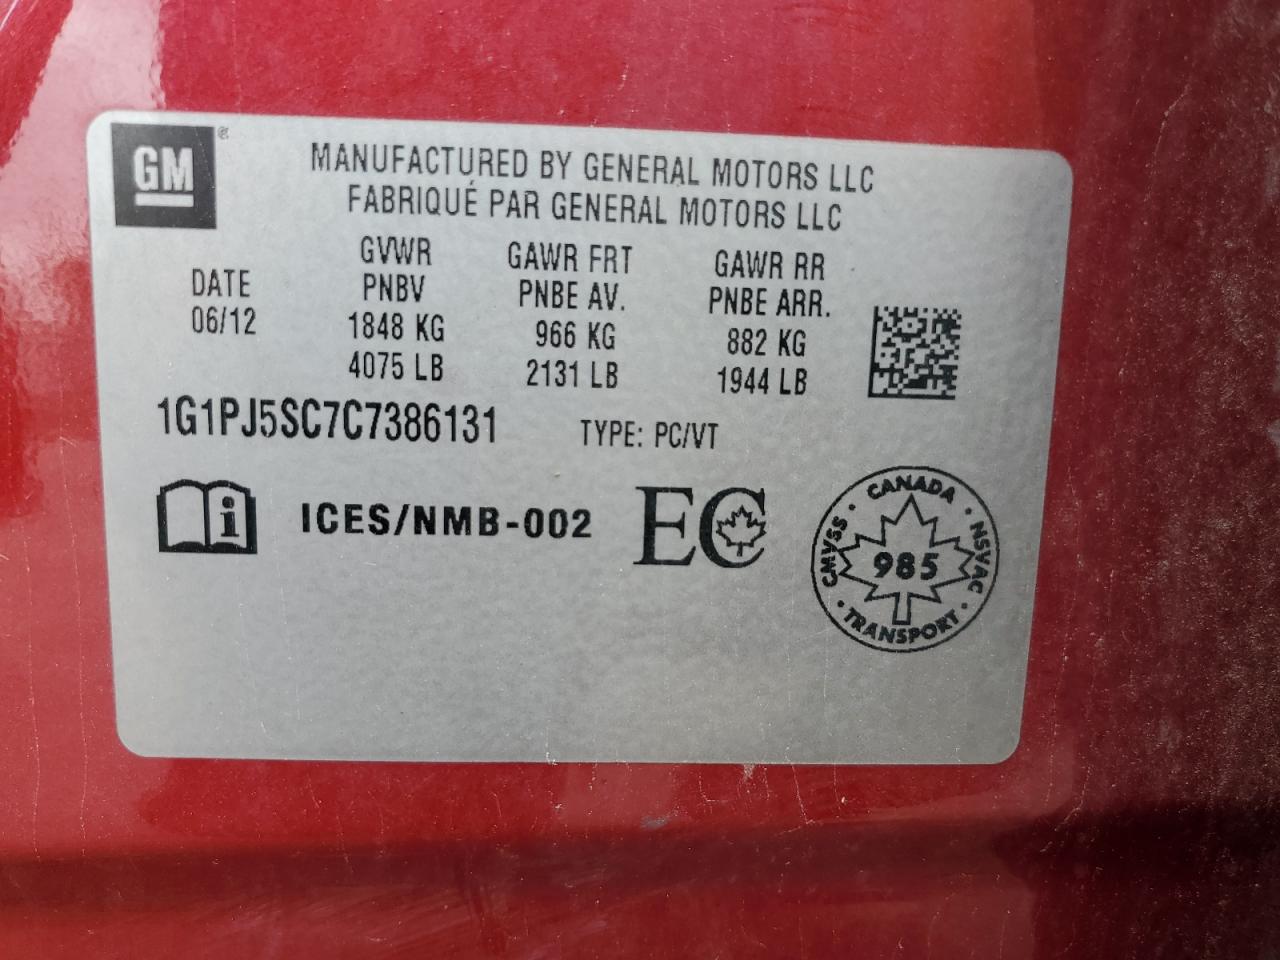 GM®
MANUFACTURED BY GENERAL MOTORS LLC
FABRIQUÉ PAR GENERAL MOTORS LLC
DATE
06/12
GVWR
PNBV
1848 KG
4075 LB
GAWR FRT
PNBE AV.
966 KG
2131 LB
GAWR RR
PNBE ARR.
882 KG
1944 LB
1G1PJ5SC7C7386131
TYPE: PC/VT
i
ICES/NMB-002
EC
CANADA · NSVAC · TRANSPORT · CMVSS ·
985